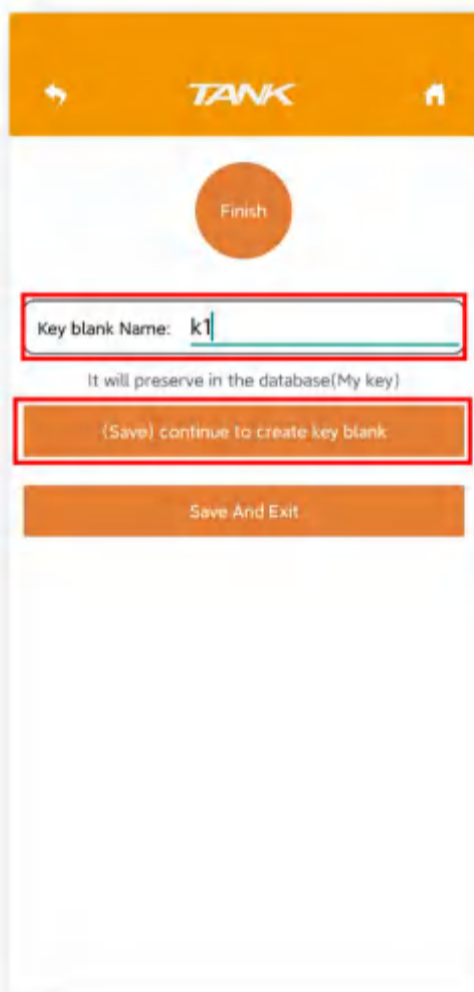 TANK
Finish
Key blank Name: k1
It will preserve in the database(My key)
(Save) continue to create key blank
Save And Exit